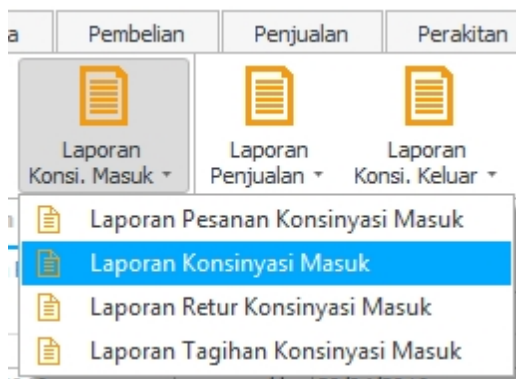 a Pembelian Penjualan Perakitan
Laporan Laporan Laporan
Konsi. Masuk Penjualan Konsi. Keluar
Laporan Pesanan Konsinyasi Masuk
Laporan Konsinyasi Masuk
Laporan Retur Konsinyasi Masuk
Laporan Tagihan Konsinyasi Masuk